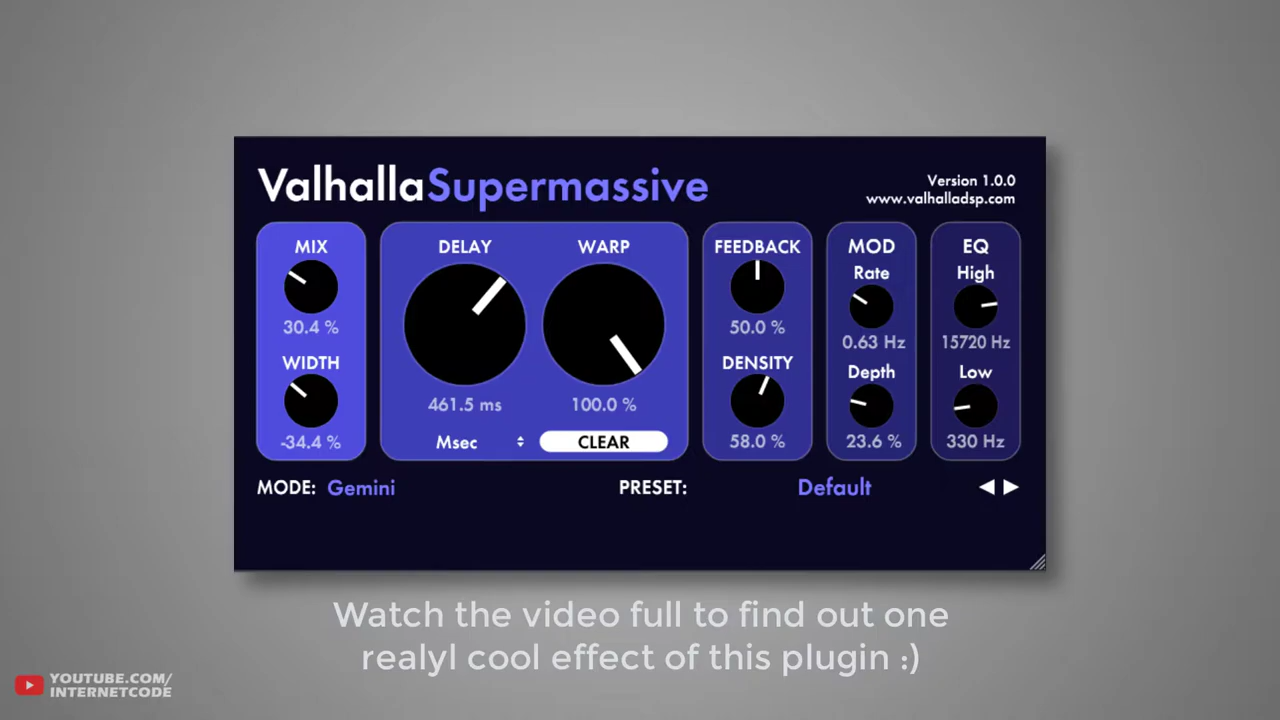 ValhallaSupermassive
Version 1.0.0
www.valhalladsp.com
MIX
30.4 %
WIDTH
-34.4 %
DELAY
461.5 ms
Msec
WARP
100.0 %
CLEAR
FEEDBACK
50.0 %
DENSITY
58.0 %
MOD
Rate
0.63 Hz
Depth
23.6 %
EQ
High
15720 Hz
Low
330 Hz
MODE: Gemini
PRESET: Default
Watch the video full to find out one
realyl cool effect of this plugin :)
YOUTUBE.COM/
INTERNETCODE